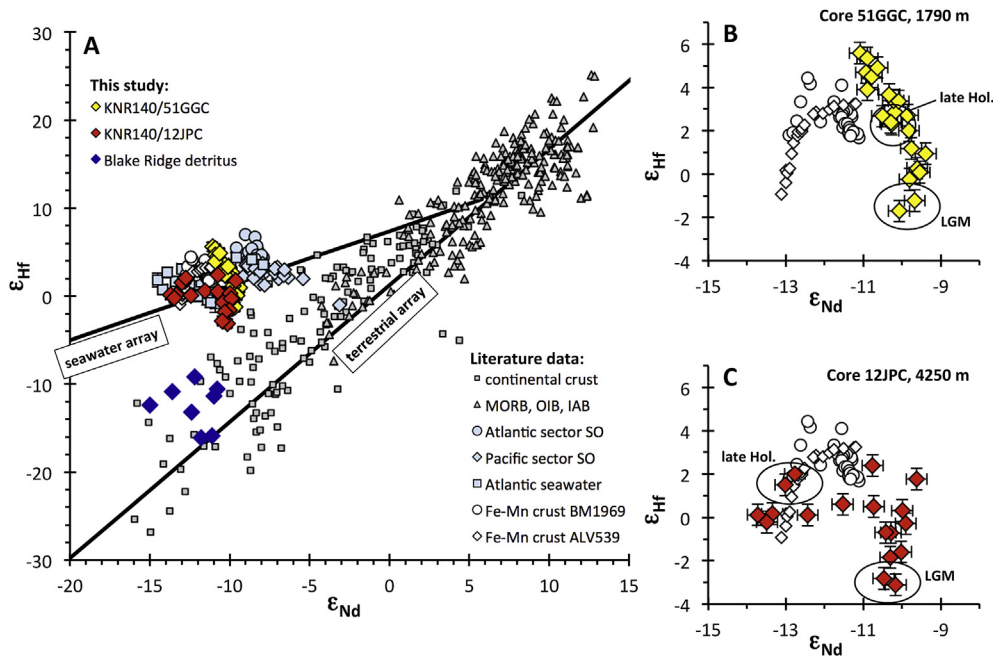 A
This study:
KNR140/51GGC
KNR140/12JPC
Blake Ridge detritus
30
20
10
0
-10
-20
-30
εHf
seawater array
terrestrial array
Literature data:
continental crust
MORB, OIB, IAB
Atlantic sector SO
Pacific sector SO
Atlantic seawater
Fe-Mn crust BM1969
Fe-Mn crust ALV539
-20 -15 -10 -5 0 5 10 15
εNd
B
Core 51GGC, 1790 m
6
4
2
0
-2
-4
εHf
late Hol.
LGM
-15 -13 -11 -9
εNd
C
Core 12JPC, 4250 m
6
4
2
0
-2
-4
εHf
late Hol.
LGM
-15 -13 -11 -9
εNd